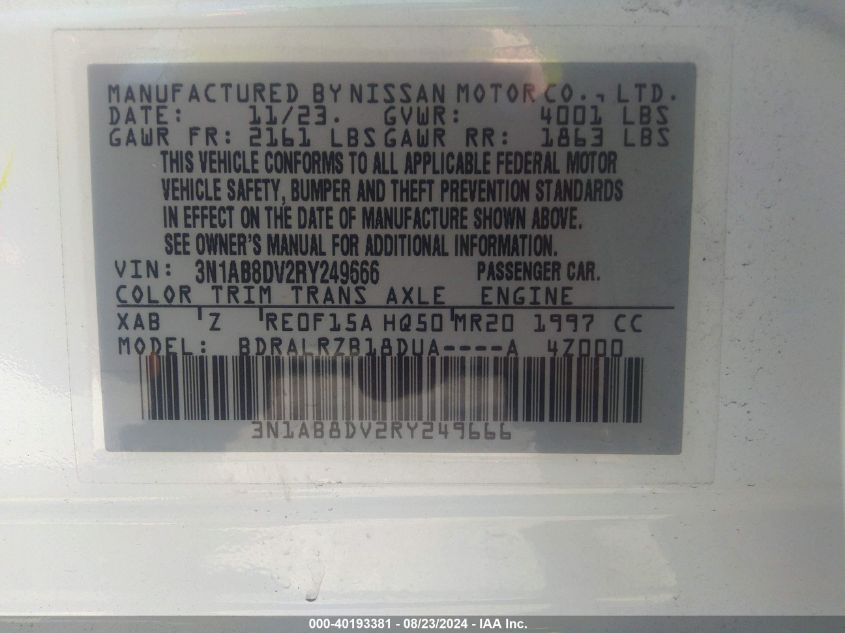 MANUFACTURED BY NISSAN MOTOR CO., LTD.
DATE: 11/23. GVWR: 4001 LBS
GAWR FR: 2161 LBS GAWR RR: 1863 LBS
THIS VEHICLE CONFORMS TO ALL APPLICABLE FEDERAL MOTOR
VEHICLE SAFETY, BUMPER AND THEFT PREVENTION STANDARDS
IN EFFECT ON THE DATE OF MANUFACTURE SHOWN ABOVE.
SEE OWNER'S MANUAL FOR ADDITIONAL INFORMATION.
VIN: 3N1AB8DV2RY249666 PASSENGER CAR.
COLOR TRIM TRANS AXLE ENGINE
XAB Z RE0F15A HQ50 MR20 1997 CC
MODEL: BDRALRZB18DUA----A 4Z000
3N1AB8DV2RY249666
000-40193381 - 08/23/2024 - IAA Inc.